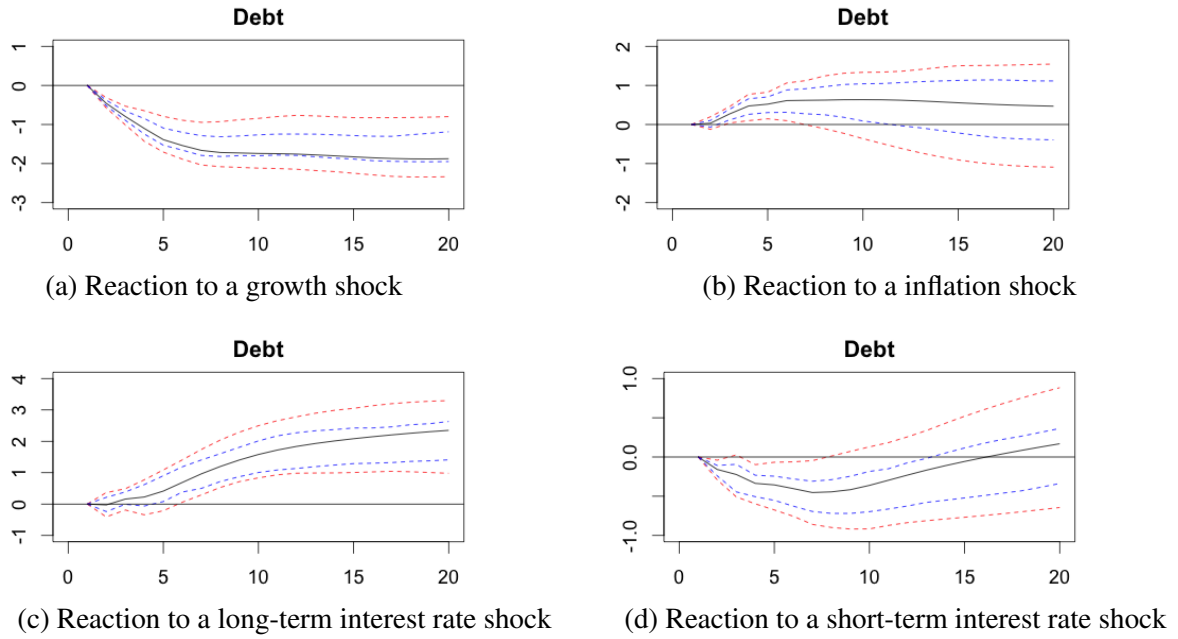 Debt
1
0
-1
-2
-3
0 5 10 15 20
(a) Reaction to a growth shock
Debt
2
1
0
-1
-2
0 5 10 15 20
(b) Reaction to a inflation shock
Debt
4
3
2
1
0
-1
0 5 10 15 20
(c) Reaction to a long-term interest rate shock
Debt
1.0
0.0
-1.0
0 5 10 15 20
(d) Reaction to a short-term interest rate shock